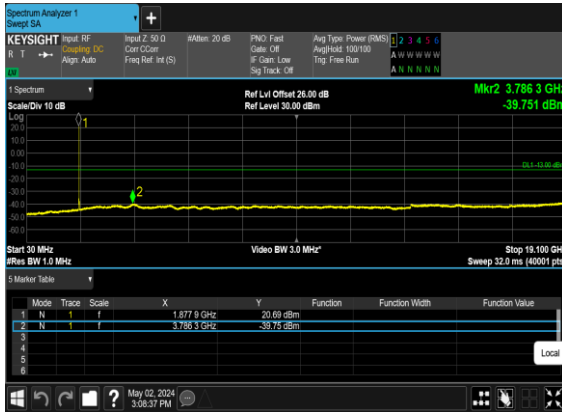 Spectrum Analyzer 1
Swept SA
KEYSIGHT Input: RF Input Z: 50 Ω #Atten: 20 dB PNO: Fast Avg Type: Power (RMS) 1 2 3 4 5 6
R T Coupling: DC Corr CCorr Gate: Off Avg|Hold: 100/100 A W W W W W
Align: Auto Freq Ref: Int (S) IF Gain: Low Trig: Free Run
Sig Track: Off A N N N N N
LXI
1 Spectrum
Scale/Div 10 dB
Ref Lvl Offset 26.00 dB
Ref Level 30.00 dBm
Mkr2 3.786 3 GHz
-39.751 dBm
Log
20.0
10.0
0.00
-10.0
-20.0
-30.0
-40.0
-50.0
-60.0
1
2
DL1 -13.00 dBm
Start 30 MHz Video BW 3.0 MHz* Stop 19.100 GHz
#Res BW 1.0 MHz Sweep 32.0 ms (40001 pts)
5 Marker Table
Mode Trace Scale X Y Function Function Width Function Value
1 N 1 f 1.877 9 GHz 20.69 dBm
2 N 1 f 3.786 3 GHz -39.75 dBm
3
4
5
6
Local
May 02, 2024
3:08:37 PM